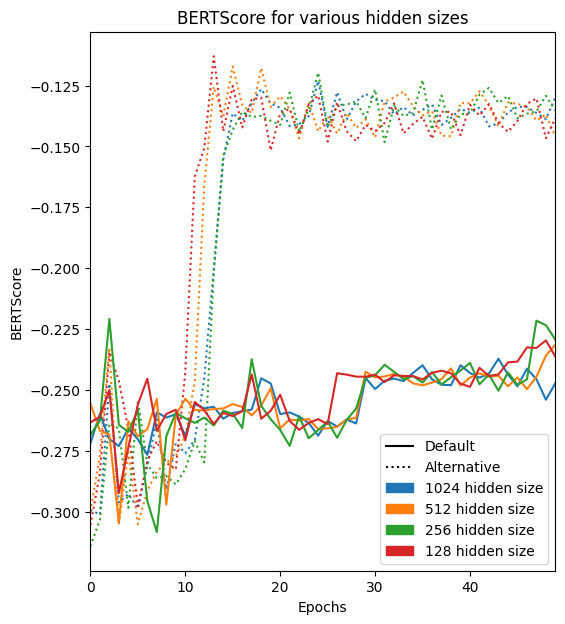 BERTScore for various hidden sizes
BERTScore
−0.125
−0.150
−0.175
−0.200
−0.225
−0.250
−0.275
−0.300
Default
Alternative
1024 hidden size
512 hidden size
256 hidden size
128 hidden size
0 10 20 30 40
Epochs